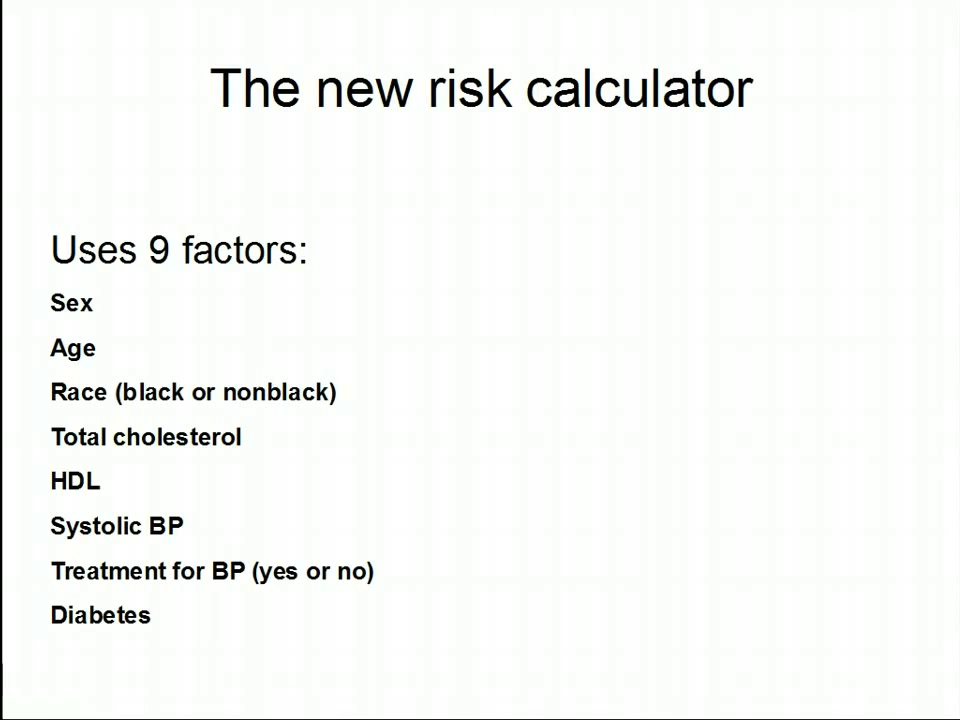 The new risk calculator
Uses 9 factors:
Sex
Age
Race (black or nonblack)
Total cholesterol
HDL
Systolic BP
Treatment for BP (yes or no)
Diabetes